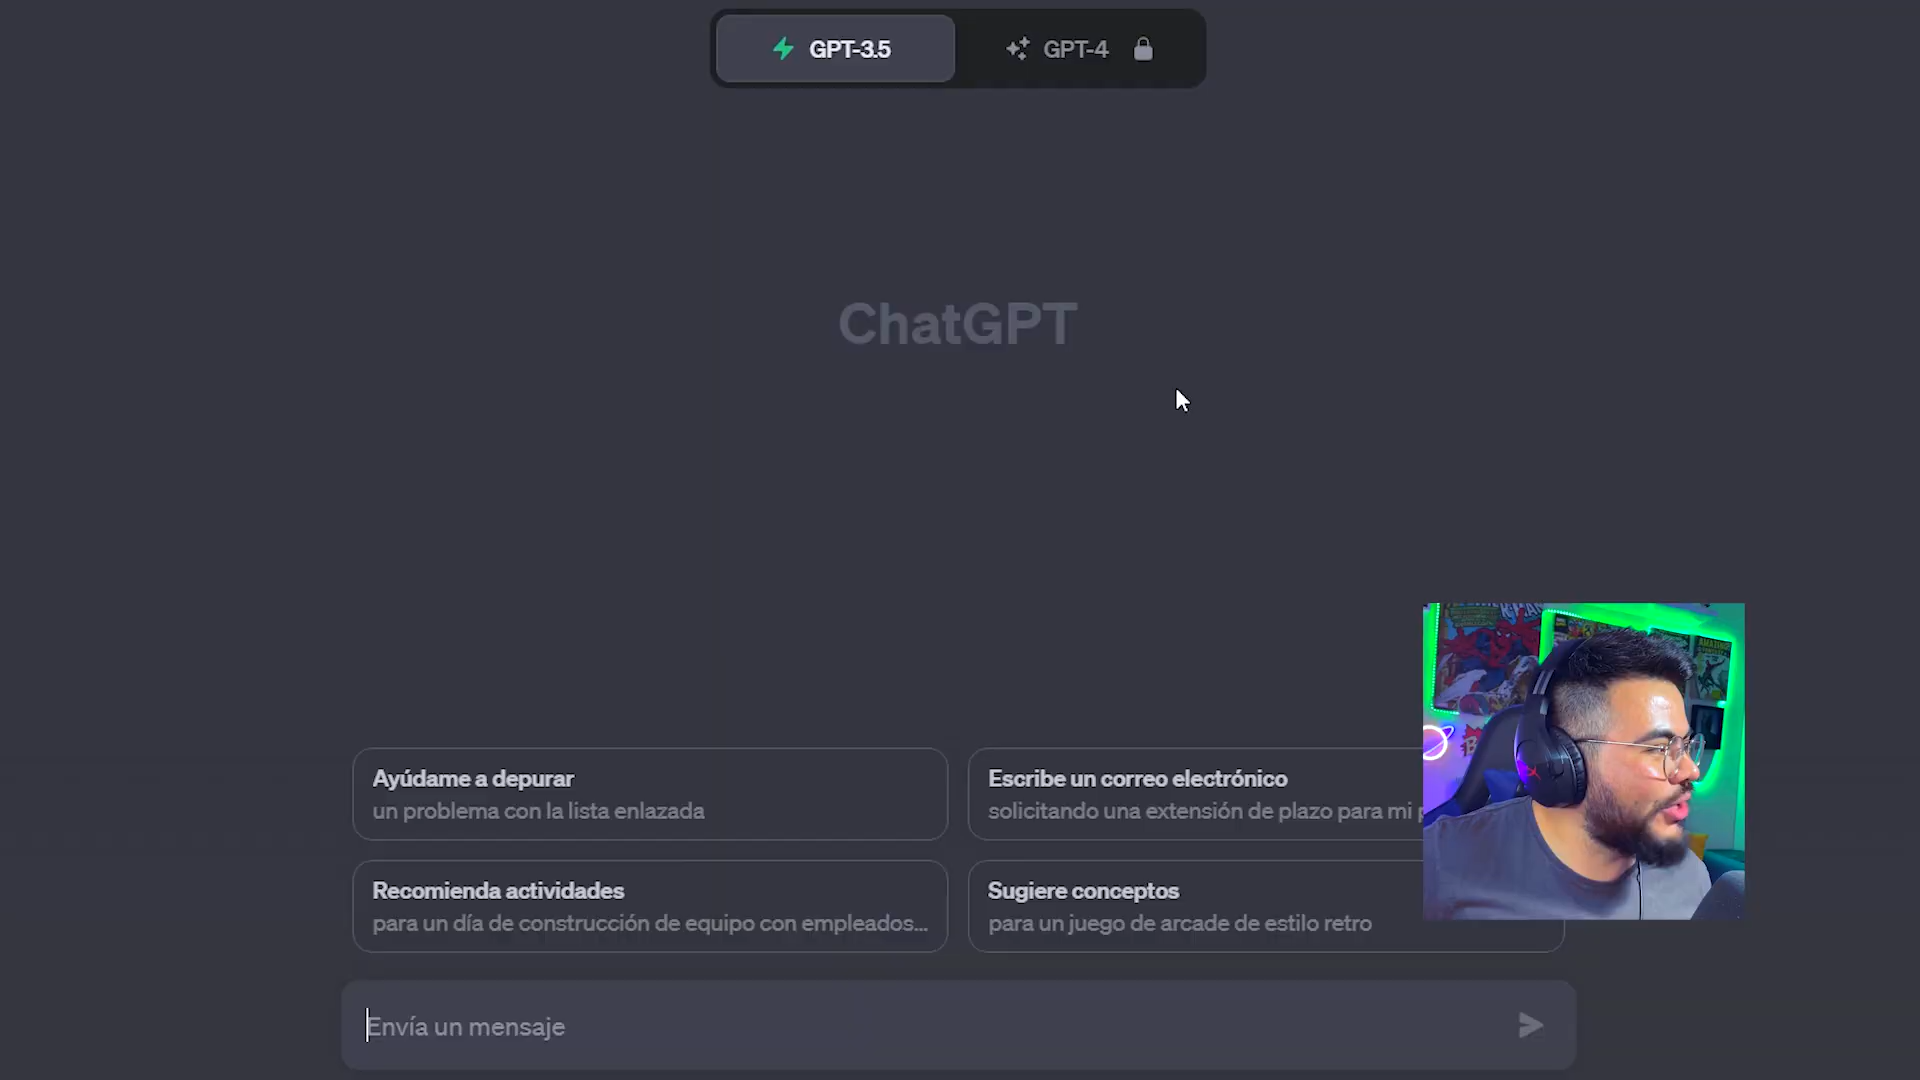 GPT-3.5
GPT-4
ChatGPT
Ayúdame a depurar
un problema con la lista enlazada
Escribe un correo electrónico
solicitando una extensión de plazo para mi
Recomienda actividades
para un día de construcción de equipo con empleados...
Sugiere conceptos
para un juego de arcade de estilo retro
Envía un mensaje